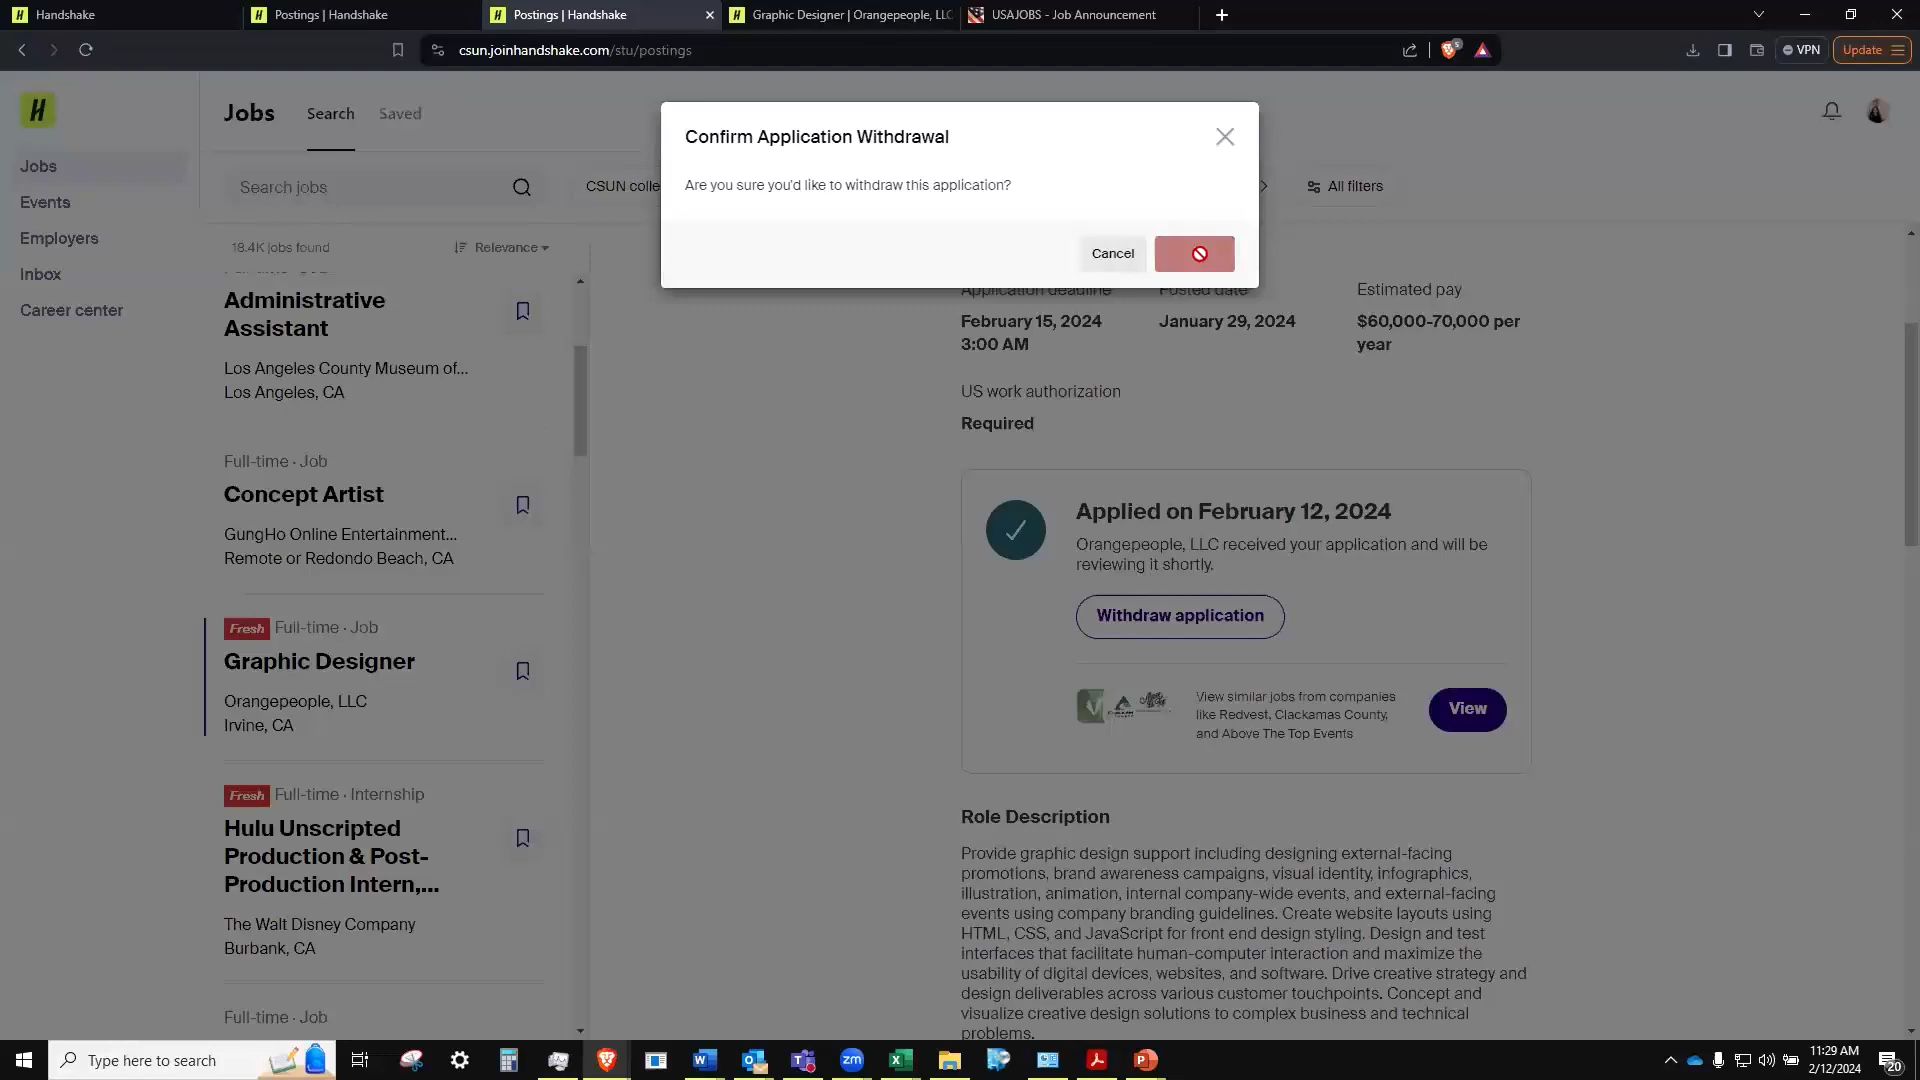 Handshake
Postings | Handshake
Postings | Handshake
Graphic Designer | Orangepeople, LLC
USAJOBS - Job Announcement
csun.joinhandshake.com/stu/postings
VPN
Update
Jobs
Search
Saved
Jobs
Events
Employers
Inbox
Career center
Search jobs
CSUN colle
All filters
18.4K jobs found
Relevance
Confirm Application Withdrawal
Are you sure you'd like to withdraw this application?
Cancel
Administrative
Assistant
Los Angeles County Museum of...
Los Angeles, CA
Full-time · Job
Concept Artist
GungHo Online Entertainment...
Remote or Redondo Beach, CA
Fresh Full-time · Job
Graphic Designer
Orangepeople, LLC
Irvine, CA
Fresh Full-time · Internship
Hulu Unscripted
Production & Post-
Production Intern,...
The Walt Disney Company
Burbank, CA
Full-time · Job
Application deadline
Posted date
Estimated pay
February 15, 2024
3:00 AM
January 29, 2024
$60,000-70,000 per
year
US work authorization
Required
Applied on February 12, 2024
Orangepeople, LLC received your application and will be
reviewing it shortly.
Withdraw application
View similar jobs from companies
like Redvest, Clackamas County,
and Above The Top Events
View
Role Description
Provide graphic design support including designing external-facing
promotions, brand awareness campaigns, visual identity, infographics,
illustration, animation, internal company-wide events, and external-facing
events using company branding guidelines. Create website layouts using
HTML, CSS, and JavaScript for front end design styling. Design and test
interfaces that facilitate human-computer interaction and maximize the
usability of digital devices, websites, and software. Drive creative strategy and
design deliverables across various customer touchpoints. Concept and
visualize creative design solutions to complex business and technical
problems.
Type here to search
11:29 AM
2/12/2024
20